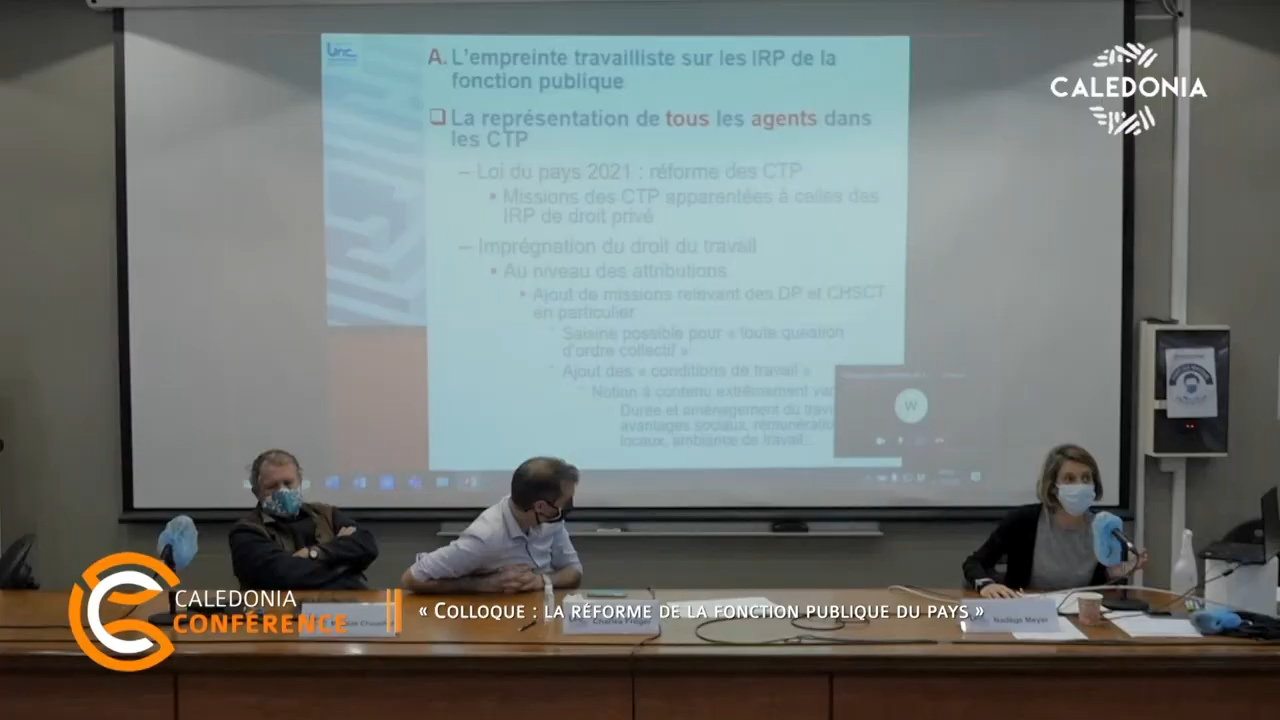 unc
A. L'empreinte travailliste sur les IRP de la
fonction publique
La représentation de tous les agents dans
les CTP
– Loi du pays 2021 : réforme des CTP
▪ Missions des CTP apparentées à celles des
IRP de droit privé
– Imprégnation du droit du travail
▪ Au niveau des attributions
▪ Ajout de missions relevant des DP et CHSCT
en particulier
Saisine possible pour « toute question
d'ordre collectif »
Ajout des « conditions de travail »
Notion à contenu extrêmement
Durée et aménagement du
avantages sociaux,
locaux, ambiance de travail...
W
CALEDONIA
CALEDONIA
CONFÉRENCE
« COLLOQUE : LA RÉFORME DE LA FONCTION PUBLIQUE DU PAYS »
Charles Froger
Nadège Meyer